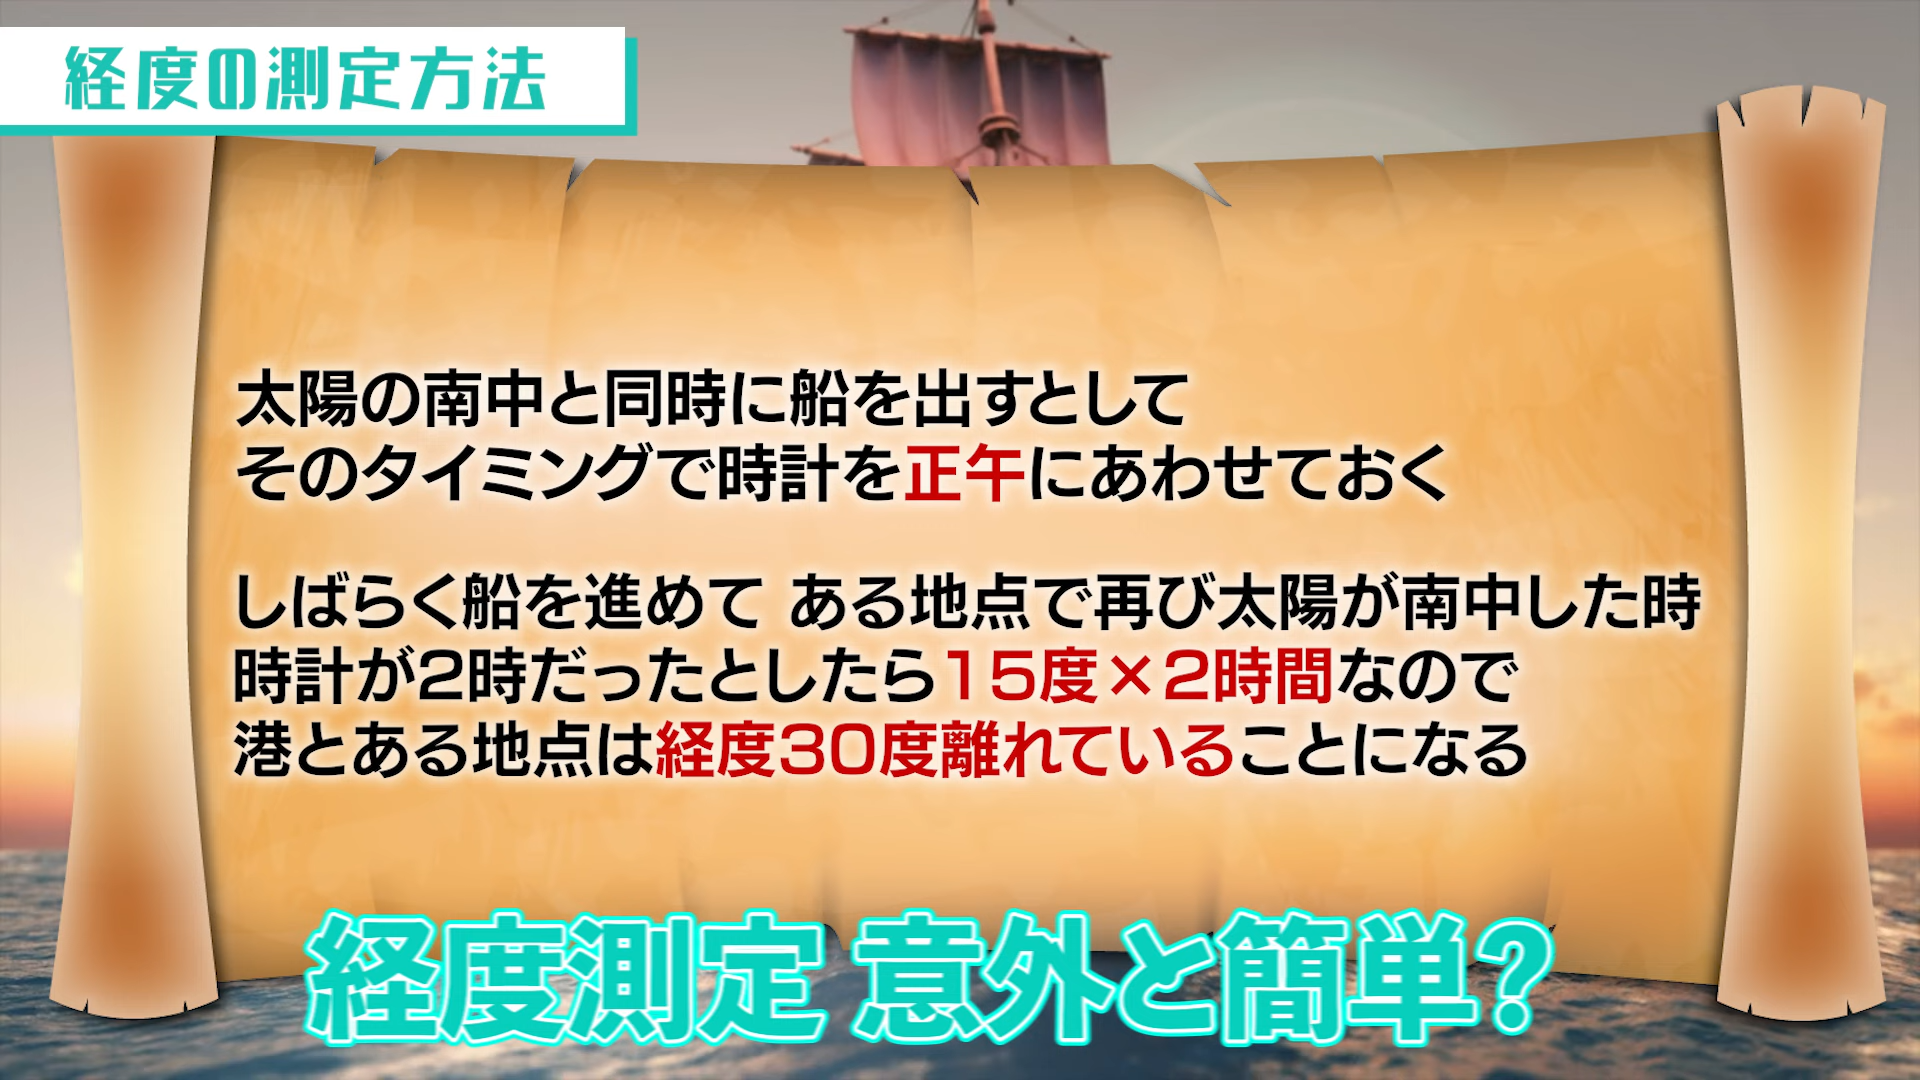 経度の測定方法
太陽の南中と同時に船を出すとして
そのタイミングで時計を正午にあわせておく
しばらく船を進めて ある地点で再び太陽が南中した時
時計が2時だったとしたら15度×2時間なので
港とある地点は経度30度離れていることになる
経度測定 意外と簡単?